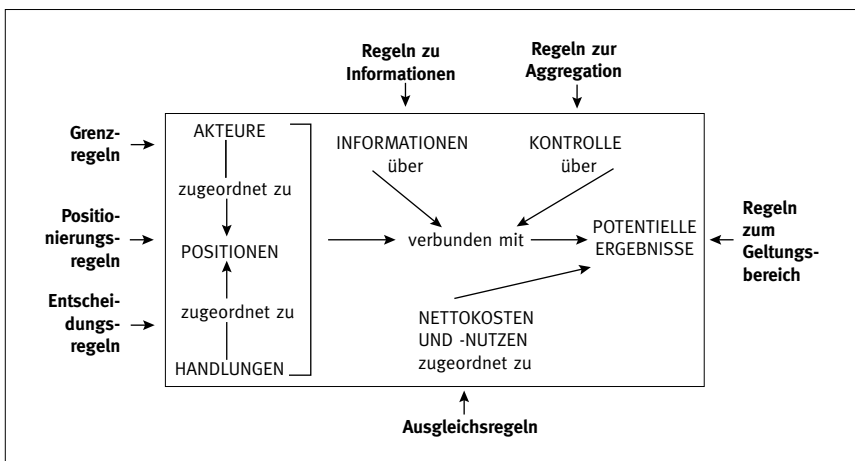 Regeln zu
Informationen
Regeln zur
Aggregation
Grenz-
regeln
Positio-
nierungs-
regeln
Entschei-
dungs-
regeln
AKTEURE
zugeordnet zu
POSITIONEN
zugeordnet zu
HANDLUNGEN
INFORMATIONEN
über
KONTROLLE
über
verbunden mit
POTENTIELLE
ERGEBNISSE
NETTOKOSTEN
UND -NUTZEN
zugeordnet zu
Regeln
zum
Geltungs-
bereich
Ausgleichsregeln